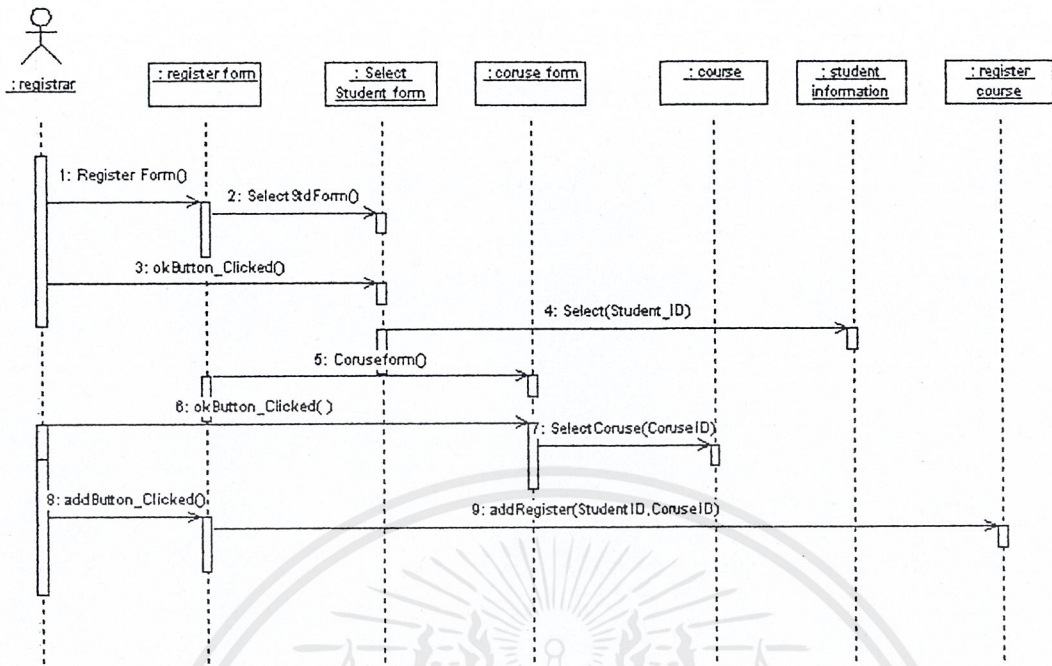 : registrar
: register form
: Select
Student form
: coruse form
: course
: student
information
: register
course
1: Register Form()
2: SelectStdForm()
3: okButton_Clicked()
4: Select(Student_ID)
5: Coruseform()
6: okButton_Clicked( )
7: SelectCoruse(CoruseID)
8: addButton_Clicked()
9: addRegister(StudentID,CoruseID)